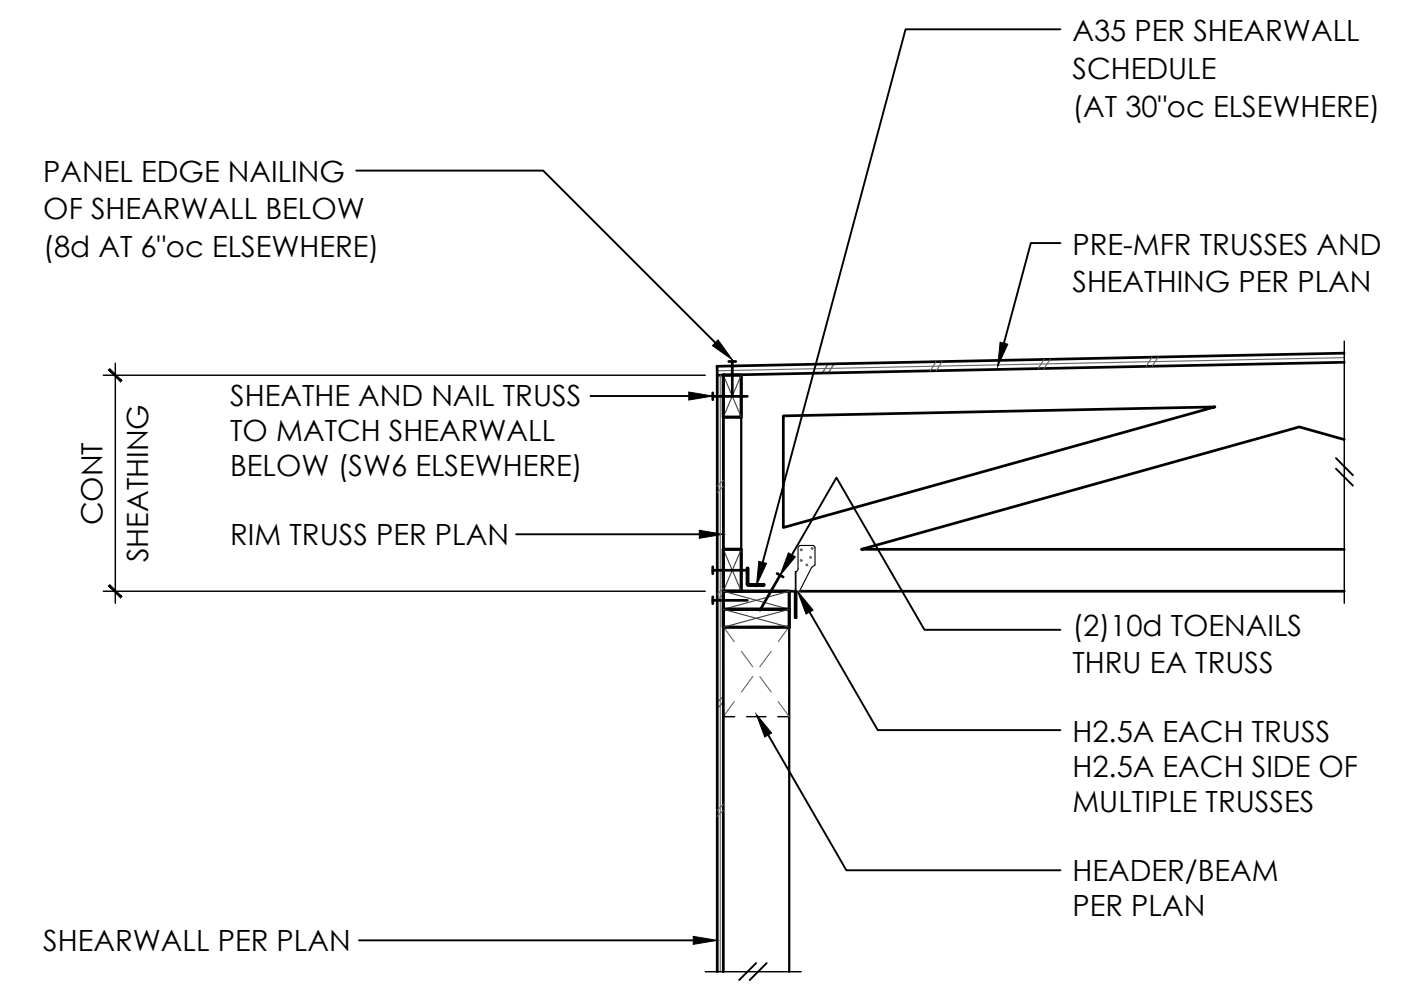 A35 PER SHEARWALL
SCHEDULE
(AT 30"oc ELSEWHERE)
PANEL EDGE NAILING
OF SHEARWALL BELOW
(8d AT 6"oc ELSEWHERE)
PRE-MFR TRUSSES AND
SHEATHING PER PLAN
SHEATHE AND NAIL TRUSS
TO MATCH SHEARWALL
BELOW (SW6 ELSEWHERE)
CONT
SHEATHING
RIM TRUSS PER PLAN
(2)10d TOENAILS
THRU EA TRUSS
H2.5A EACH TRUSS
H2.5A EACH SIDE OF
MULTIPLE TRUSSES
HEADER/BEAM
PER PLAN
SHEARWALL PER PLAN